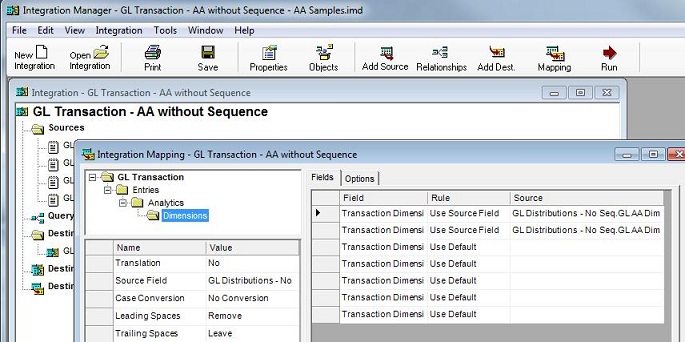 Integration Manager - GL Transaction - AA without Sequence - AA Samples.imd
File Edit View Integration Tools Window Help
New Integration Open Integration Print Save Properties Objects Add Source Relationships Add Dest. Mapping Run
Integration - GL Transaction - AA without Sequence
GL Transaction - AA without Sequence
Sources
GL
GL
GL
GL
Query
Destin
GL
Destin
Destin
Integration Mapping - GL Transaction - AA without Sequence
GL Transaction
Entries
Analytics
Dimensions
Name Value
Translation No
Source Field GL Distributions - No
Case Conversion No Conversion
Leading Spaces Remove
Trailing Spaces Leave
Fields Options
Field Rule Source
Transaction Dimensi Use Source Field GL Distributions - No Seq.GL AA Dim
Transaction Dimensi Use Source Field GL Distributions - No Seq.GL AA Dim
Transaction Dimensi Use Default
Transaction Dimensi Use Default
Transaction Dimensi Use Default
Transaction Dimensi Use Default
Transaction Dimensi Use Default